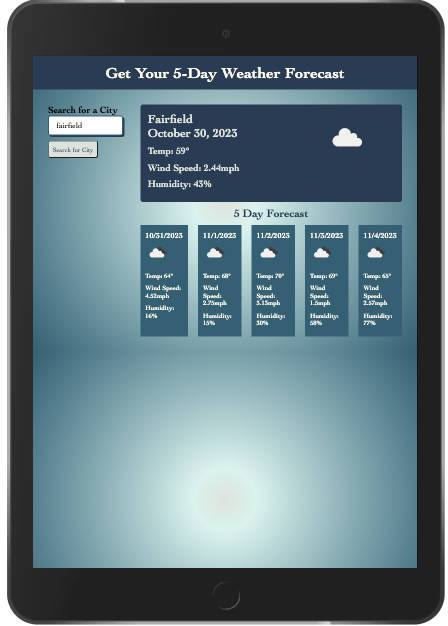 Get Your 5-Day Weather Forecast
Search for a City
fairfield
Search for City
Fairfield
October 30, 2023
Temp: 59°
Wind Speed: 2.44mph
Humidity: 43%
5 Day Forecast
10/31/2023
Temp: 64°
Wind Speed:
4.52mph
Humidity:
16%
11/1/2023
Temp: 68°
Wind
Speed:
2.75mph
Humidity:
15%
11/2/2023
Temp: 70°
Wind
Speed:
3.13mph
Humidity:
30%
11/3/2023
Temp: 69°
Wind
Speed:
1.5mph
Humidity:
58%
11/4/2023
Temp: 65°
Wind
Speed:
2.57mph
Humidity:
77%